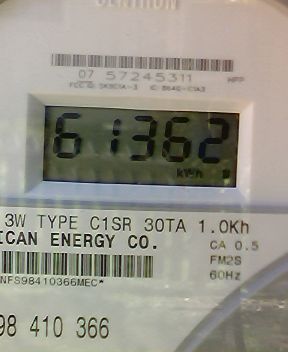 CENTRON
07 57245311
61362
kWh
3W TYPE C1SR 30TA 1.0Kh
ICAN ENERGY CO.
CA 0.5
FM2S
60Hz
NFS98410366MEC*
98 410 366